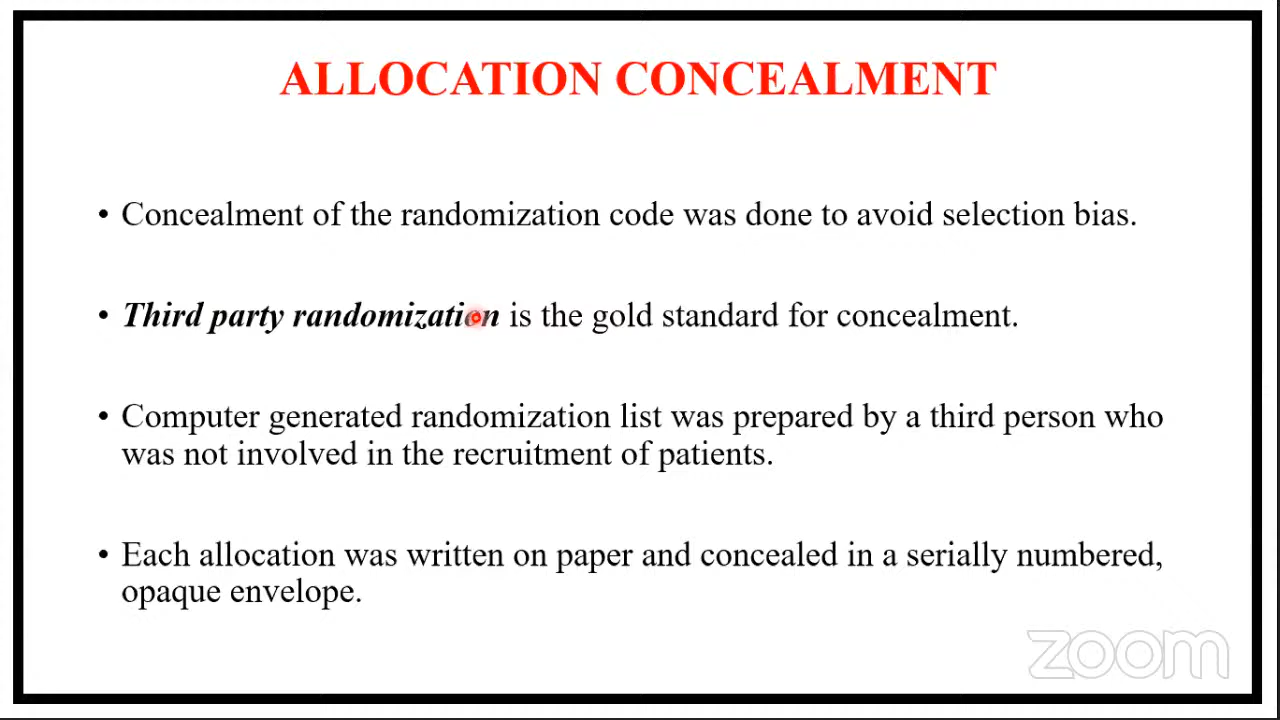 ALLOCATION CONCEALMENT
• Concealment of the randomization code was done to avoid selection bias.
• Third party randomization is the gold standard for concealment.
• Computer generated randomization list was prepared by a third person who
was not involved in the recruitment of patients.
• Each allocation was written on paper and concealed in a serially numbered,
opaque envelope.
zoom